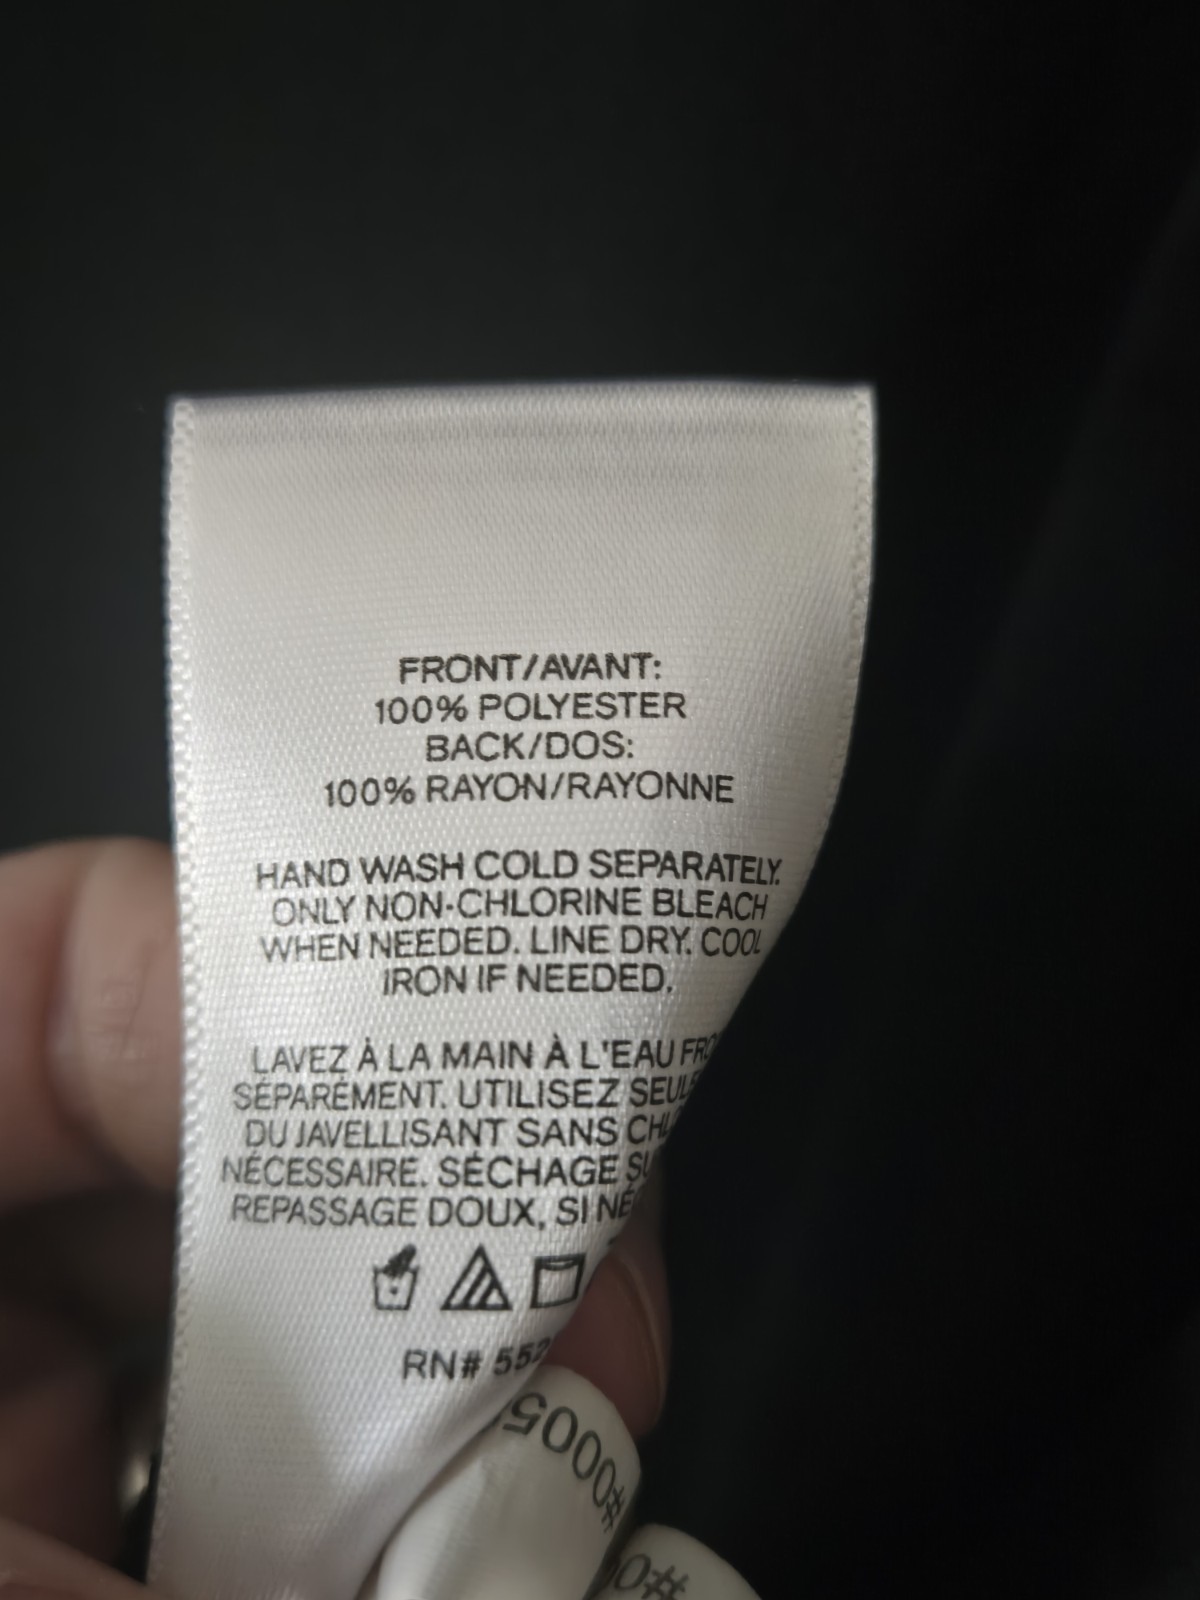 FRONT/AVANT:
100% POLYESTER
BACK/DOS:
100% RAYON/RAYONNE
HAND WASH COLD SEPARATELY.
ONLY NON-CHLORINE BLEACH
WHEN NEEDED. LINE DRY. COOL
IRON IF NEEDED.
LAVEZ À LA MAIN À L'EAU
SÉPARÉMENT. UTILISEZ
DU JAVELLISANT SANS
NÉCESSAIRE. SÉCHAGE
REPASSAGE DOUX, SI
RN#